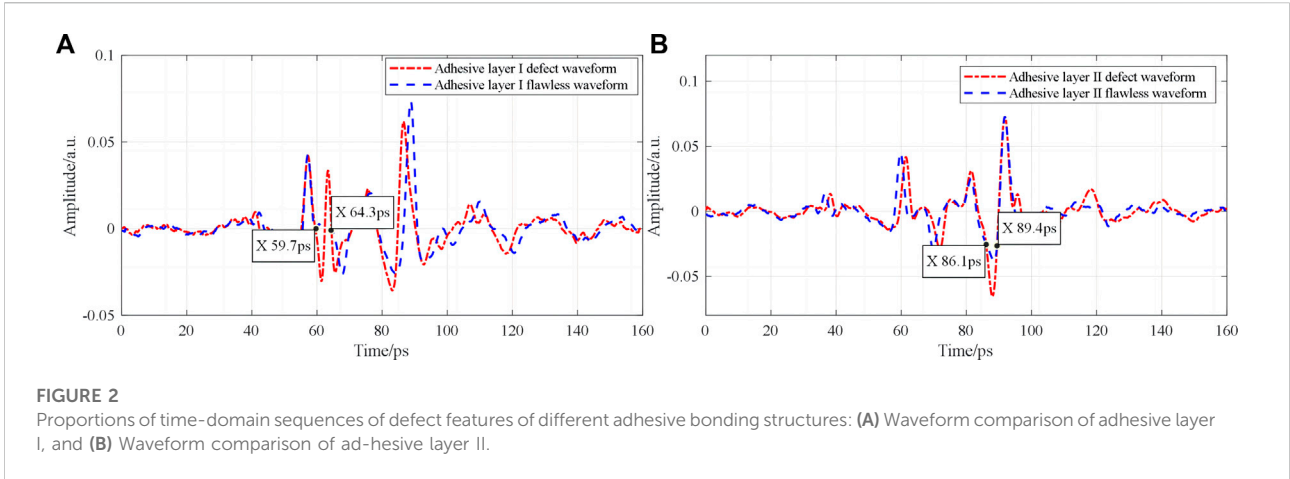 A
B
0.1
0.05
0
-0.05
Amplitude/a.u.
Adhesive layer I defect waveform
Adhesive layer I flawless waveform
X 64.3ps
X 59.7ps
0 20 40 60 80 100 120 140 160
Time/ps
0.1
0.05
0
-0.05
Amplitude/a.u.
Adhesive layer II defect waveform
Adhesive layer II flawless waveform
X 89.4ps
X 86.1ps
0 20 40 60 80 100 120 140 160
Time/ps
FIGURE 2
Proportions of time-domain sequences of defect features of different adhesive bonding structures: (A) Waveform comparison of adhesive layer
I, and (B) Waveform comparison of ad-hesive layer II.